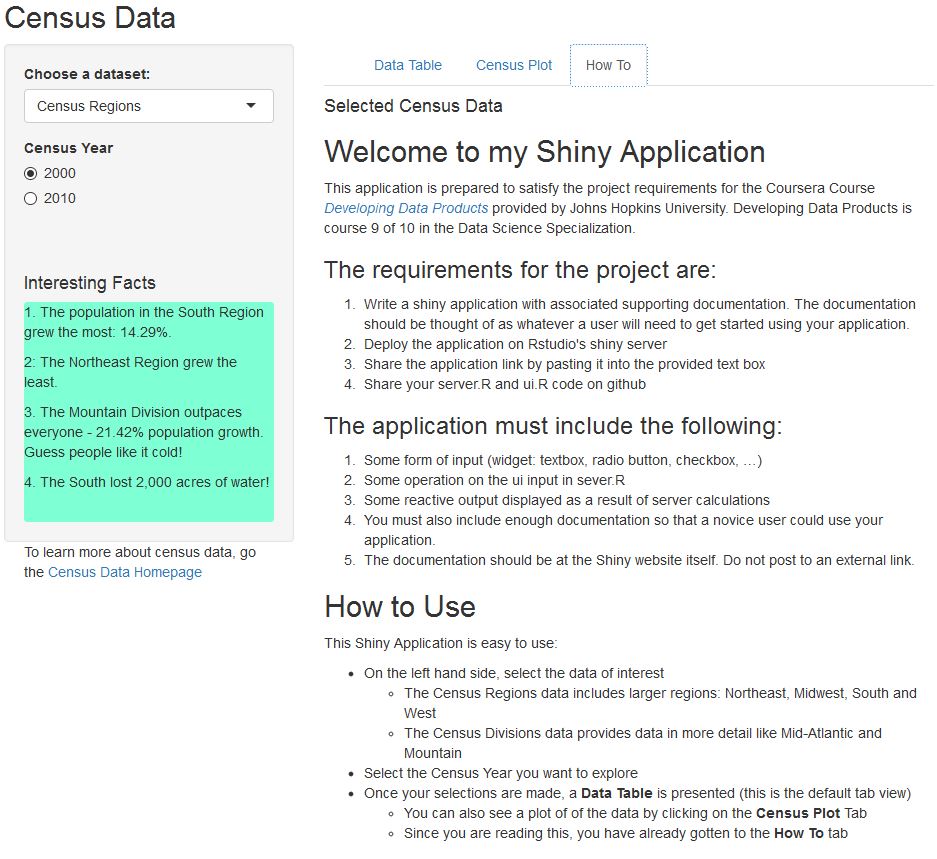 Census Data
Choose a dataset:
Census Regions
Census Year
2000
2010
Interesting Facts
1. The population in the South Region
grew the most: 14.29%.
2: The Northeast Region grew the
least.
3. The Mountain Division outpaces
everyone - 21.42% population growth.
Guess people like it cold!
4. The South lost 2,000 acres of water!
To learn more about census data, go
the Census Data Homepage
Data Table
Census Plot
How To
Selected Census Data
Welcome to my Shiny Application
This application is prepared to satisfy the project requirements for the Coursera Course
Developing Data Products provided by Johns Hopkins University. Developing Data Products is
course 9 of 10 in the Data Science Specialization.
The requirements for the project are:
1. Write a shiny application with associated supporting documentation. The documentation
should be thought of as whatever a user will need to get started using your application.
2. Deploy the application on Rstudio's shiny server
3. Share the application link by pasting it into the provided text box
4. Share your server.R and ui.R code on github
The application must include the following:
1. Some form of input (widget: textbox, radio button, checkbox, …)
2. Some operation on the ui input in sever.R
3. Some reactive output displayed as a result of server calculations
4. You must also include enough documentation so that a novice user could use your
application.
5. The documentation should be at the Shiny website itself. Do not post to an external link.
How to Use
This Shiny Application is easy to use:
• On the left hand side, select the data of interest
◦ The Census Regions data includes larger regions: Northeast, Midwest, South and
West
◦ The Census Divisions data provides data in more detail like Mid-Atlantic and
Mountain
• Select the Census Year you want to explore
• Once your selections are made, a Data Table is presented (this is the default tab view)
◦ You can also see a plot of of the data by clicking on the Census Plot Tab
◦ Since you are reading this, you have already gotten to the How To tab